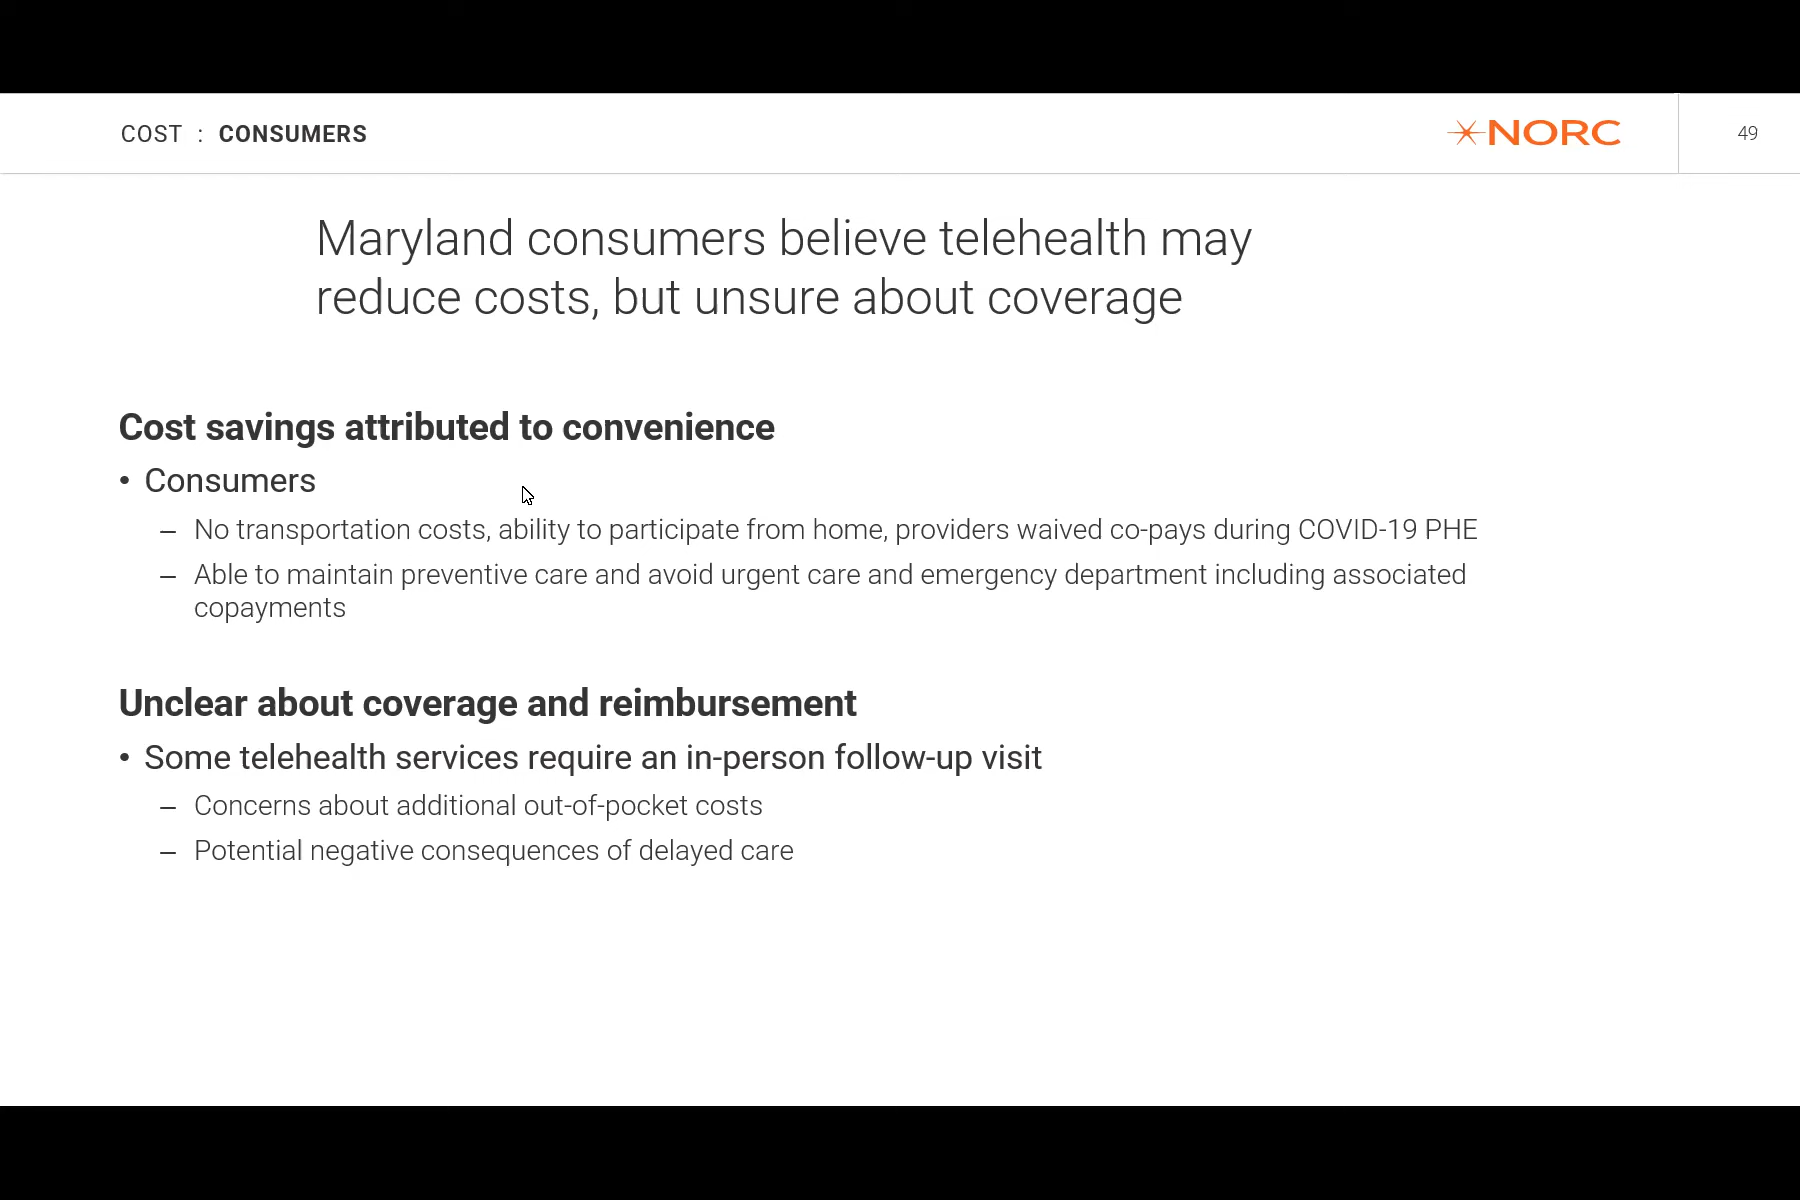 COST : CONSUMERS
NORC
49
Maryland consumers believe telehealth may
reduce costs, but unsure about coverage
Cost savings attributed to convenience
• Consumers
– No transportation costs, ability to participate from home, providers waived co-pays during COVID-19 PHE
– Able to maintain preventive care and avoid urgent care and emergency department including associated
copayments
Unclear about coverage and reimbursement
• Some telehealth services require an in-person follow-up visit
– Concerns about additional out-of-pocket costs
– Potential negative consequences of delayed care